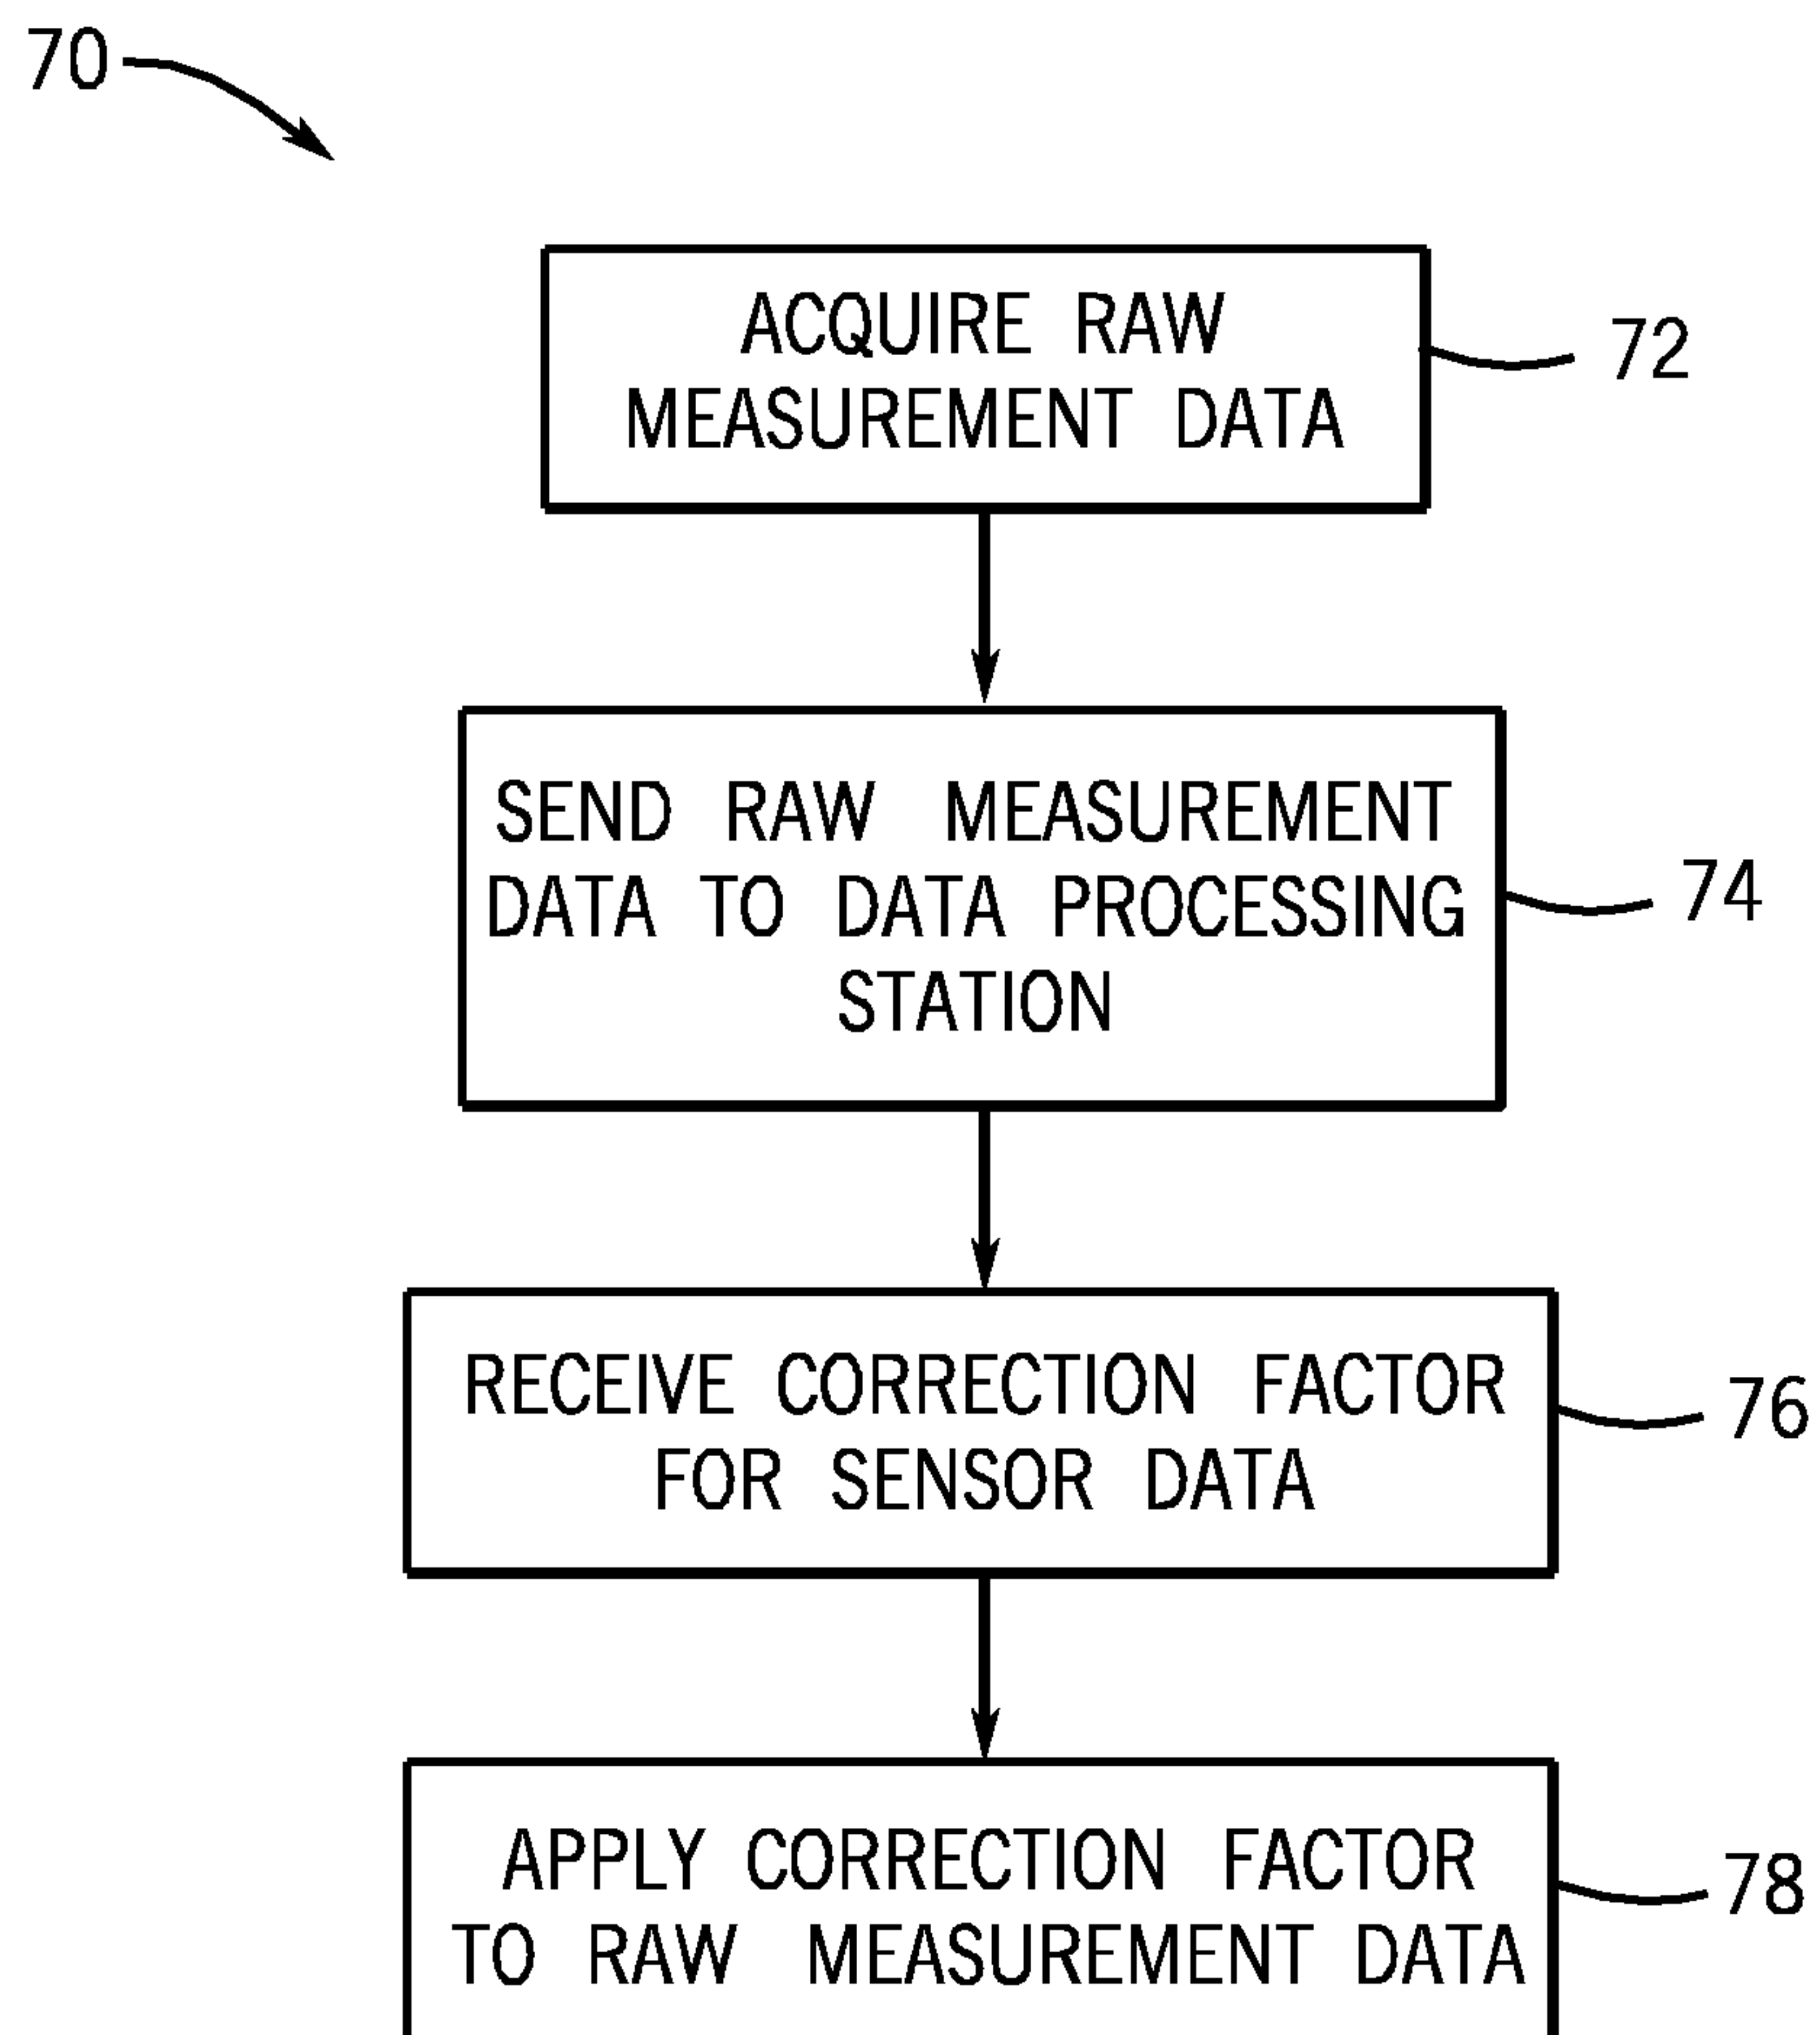 70
ACQUIRE RAW
MEASUREMENT DATA
72
SEND RAW MEASUREMENT
DATA TO DATA PROCESSING
STATION
74
RECEIVE CORRECTION FACTOR
FOR SENSOR DATA
76
APPLY CORRECTION FACTOR
TO RAW MEASUREMENT DATA
78